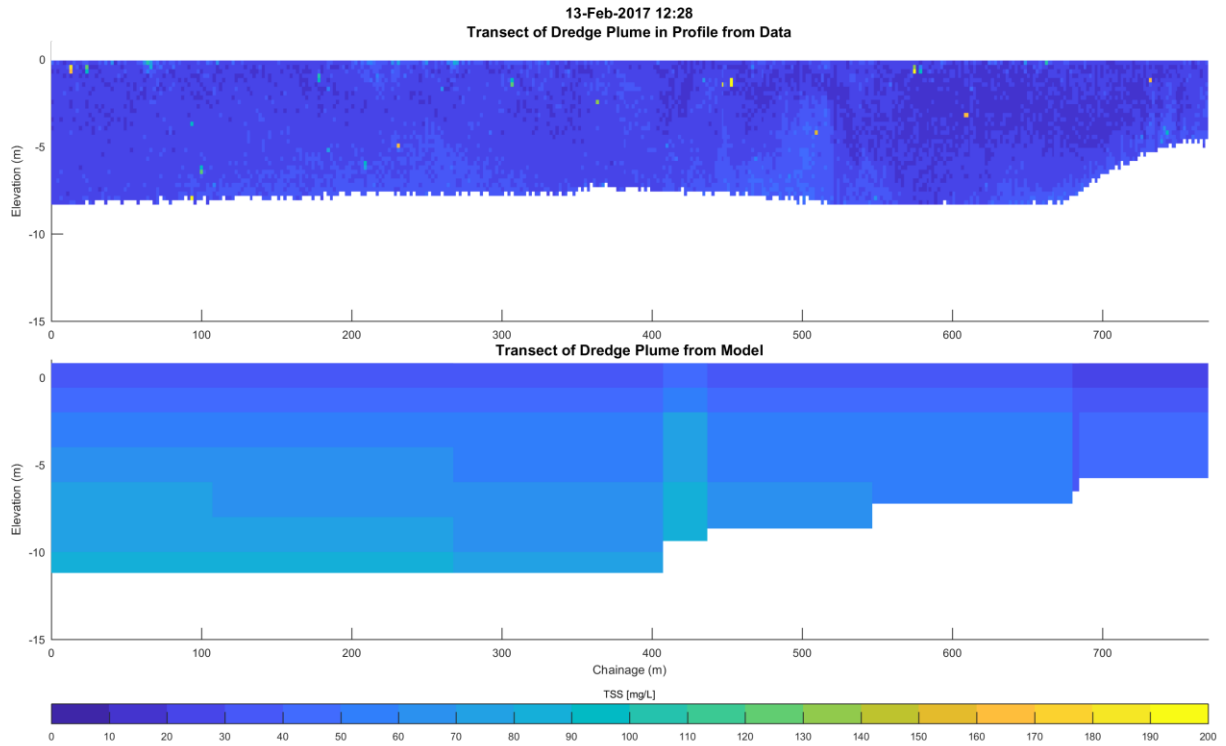 13-Feb-2017 12:28
Transect of Dredge Plume in Profile from Data
0
-5
-10
-15
Elevation (m)
0 100 200 300 400 500 600 700
Transect of Dredge Plume from Model
0
-5
-10
-15
Elevation (m)
0 100 200 300 400 500 600 700
Chainage (m)
TSS [mg/L]
0 10 20 30 40 50 60 70 80 90 100 110 120 130 140 150 160 170 180 190 200